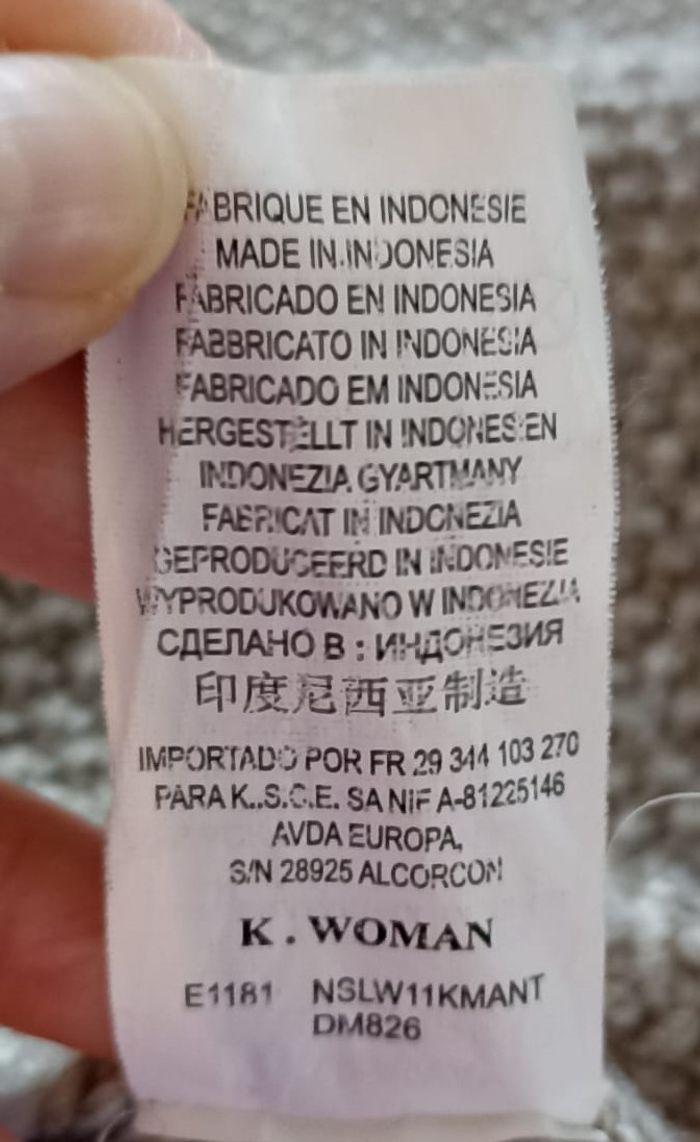 FABRIQUE EN INDONESIE
MADE IN INDONESIA
FABRICADO EN INDONESIA
FABBRICATO IN INDONESIA
FABRICADO EM INDONESIA
HERGESTELLT IN INDONESIEN
INDONEZIA GYARTMANY
FABRICAT IN INDONEZIA
GEPRODUCEERD IN INDONESIE
WYPRODUKOWANO W INDONEZIA
СДЕЛАНО В : ИНДОНЕЗИЯ
印度尼西亚制造
IMPORTADO POR FR 29 344 103 270
PARA K..S.C.E. SA NIF A-81225146
AVDA EUROPA,
S/N 28925 ALCORCON
K . WOMAN
E1181 NSLW11KMANT
DM826